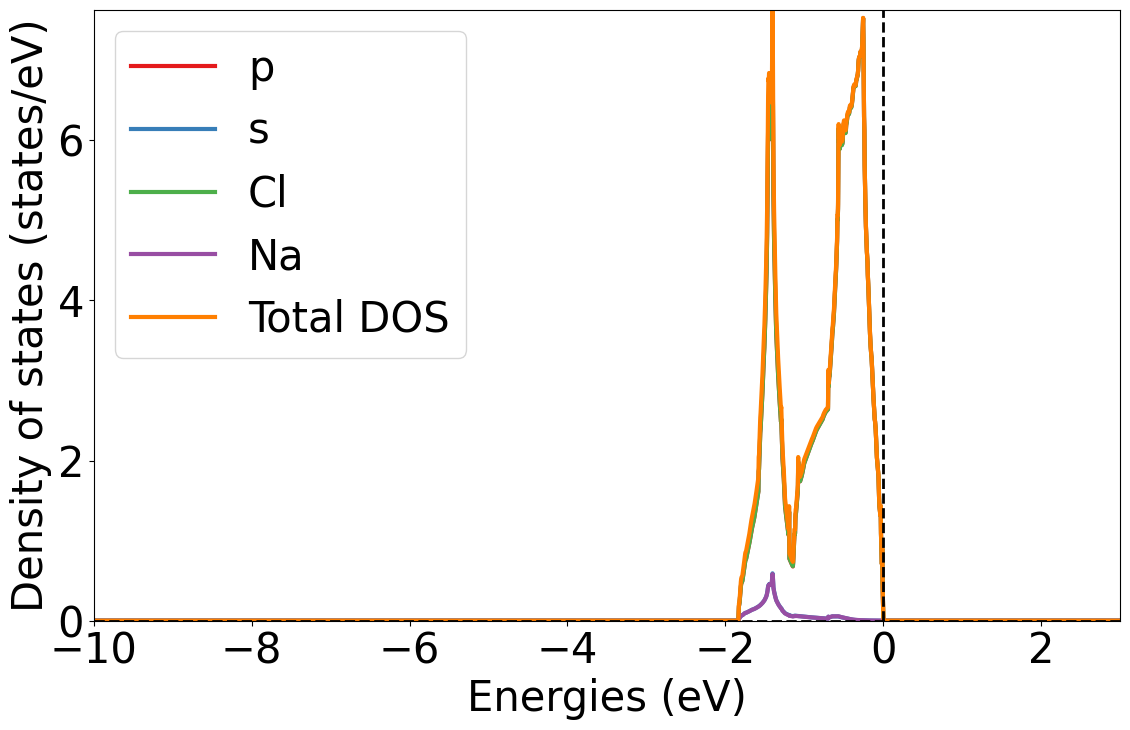 p
s
Cl
Na
Total DOS
Density of states (states/eV)
6
4
2
0
−10 −8 −6 −4 −2 0 2
Energies (eV)